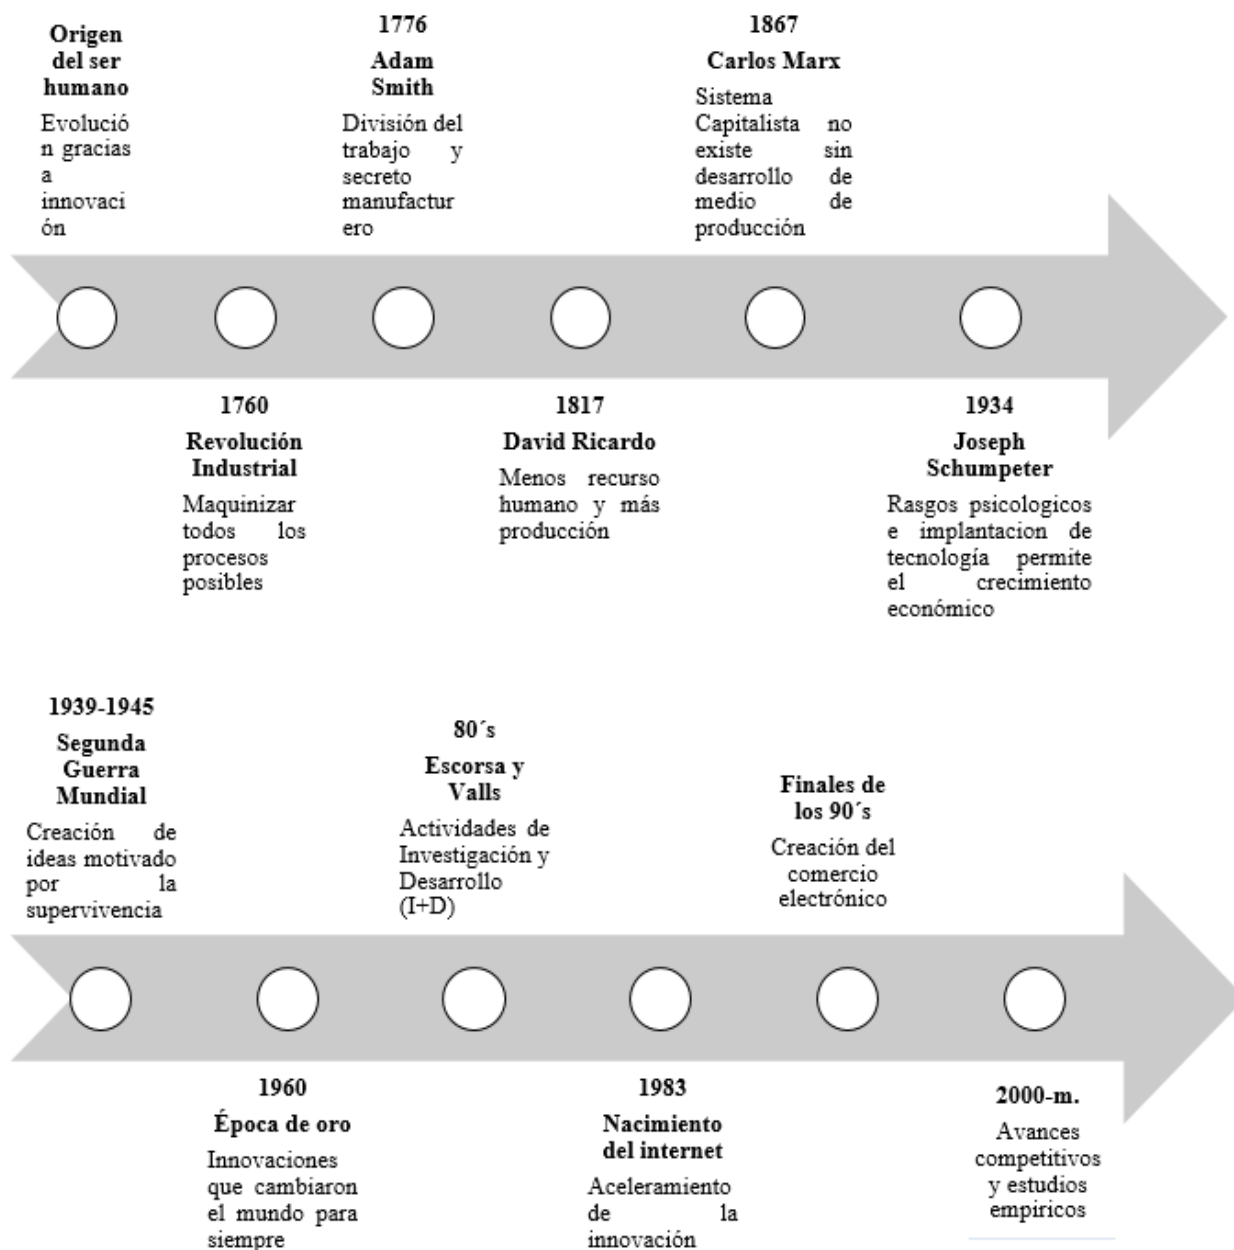 Origen
del ser
humano
Evolució
n gracias
a
innovaci
ón
1760
Revolución
Industrial
Maquinizar
todos los
procesos
posibles
1776
Adam
Smith
División del
trabajo y
secreto
manufactur
ero
1817
David Ricardo
Menos recurso
humano y más
producción
1867
Carlos Marx
Sistema
Capitalista no
existe sin
desarrollo de
medio de
producción
1934
Joseph
Schumpeter
Rasgos psicologicos
e implantacion de
tecnología permite
el crecimiento
económico
1939-1945
Segunda
Guerra
Mundial
Creación de
ideas motivado
por la
supervivencia
1960
Época de oro
Innovaciones
que cambiaron
el mundo para
siempre
80´s
Escorsa y
Valls
Actividades de
Investigación y
Desarrollo
(I+D)
1983
Nacimiento
del internet
Aceleramiento
de la
innovación
Finales de
los 90´s
Creación del
comercio
electrónico
2000-m.
Avances
competitivos
y estudios
empiricos